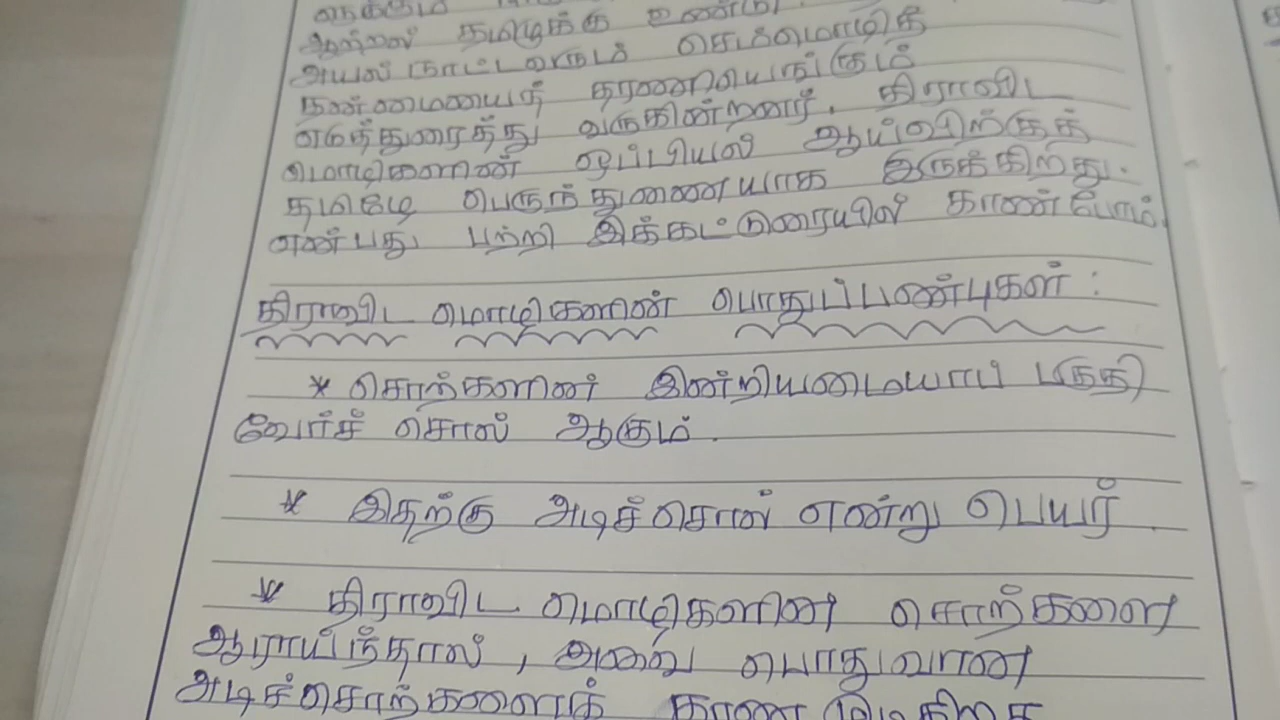 ஆற்றல் தமிழுக்கு உண்டு.
அயல் நாட்டவரும் செம்மொழித்
தன்மையைத் தரணியெங்கும்
எடுத்துரைத்து வருகின்றனர். திராவிட
மொழிகளின் ஒப்பியல் ஆய்விற்குத்
தமிழே பெருந்துணையாக இருக்கிறது.
என்பது பற்றி இக்கட்டுரையில் காண்போம்.
திராவிட மொழிகளின் பொதுப்பண்புகள் :
* சொற்களின் இன்றியமையாப் பகுதி
வேர்ச் சொல் ஆகும்.
* இதற்கு அடிச்சொல் என்று பெயர்
* திராவிட மொழிகளின் சொற்களை
ஆராய்ந்தால், அவை பொதுவான
அடிச்சொற்களைக்